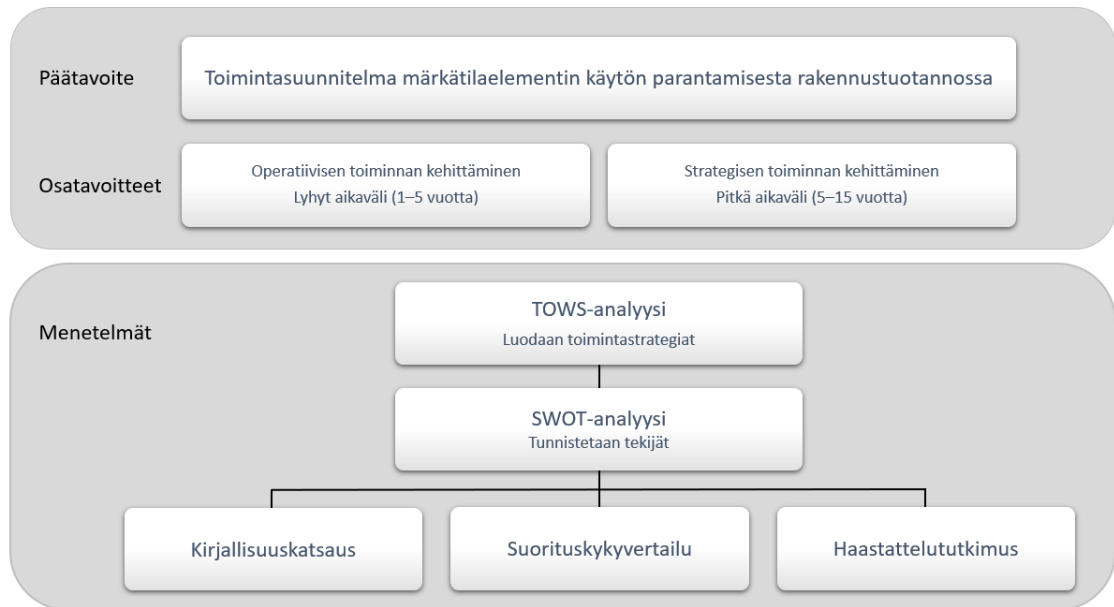 Päätavoite
Toimintasuunnitelma märkätilaelementin käytön parantamisesta rakennustuotannossa
Osatavoitteet
Operatiivisen toiminnan kehittäminen
Lyhyt aikaväli (1–5 vuotta)
Strategisen toiminnan kehittäminen
Pitkä aikaväli (5–15 vuotta)
Menetelmät
TOWS-analyysi
Luodaan toimintastrategiat
SWOT-analyysi
Tunnistetaan tekijät
Kirjallisuuskatsaus
Suorituskykyvertailu
Haastattelututkimus